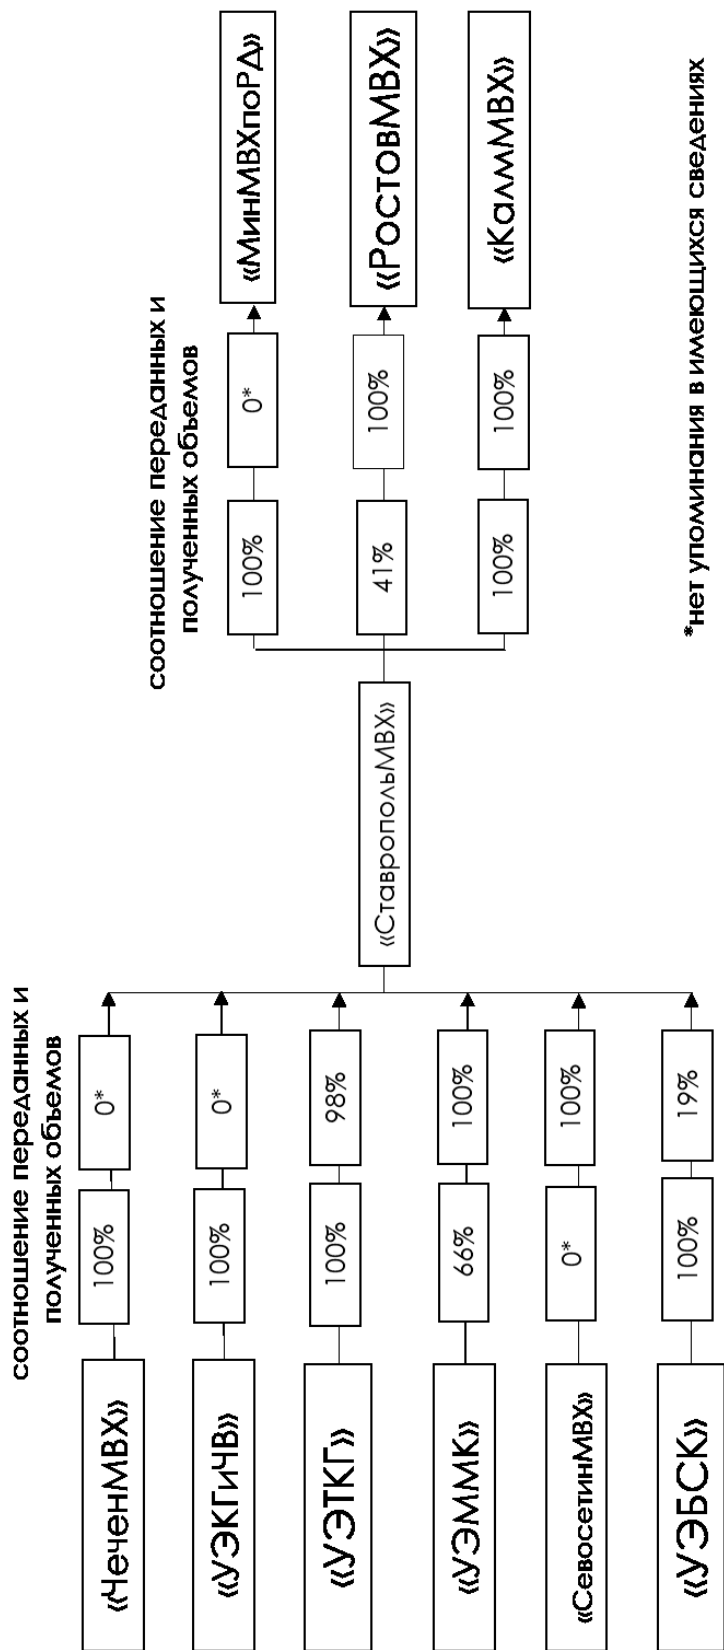 соотношение переданных и
полученных объемов
«ЧеченМВХ»
100%
0*
«УЭКГиЧВ»
100%
0*
«УЭТКГ»
100%
98%
«УЭММК»
66%
100%
«СевосетинМВХ»
0*
100%
«УЭБСК»
100%
19%
«СтавропольМВХ»
соотношение переданных и
полученных объемов
100%
0*
«МинМВХпоРД»
41%
100%
«РостовМВХ»
100%
100%
«КалмМВХ»
*нет упоминания в имеющихся сведениях